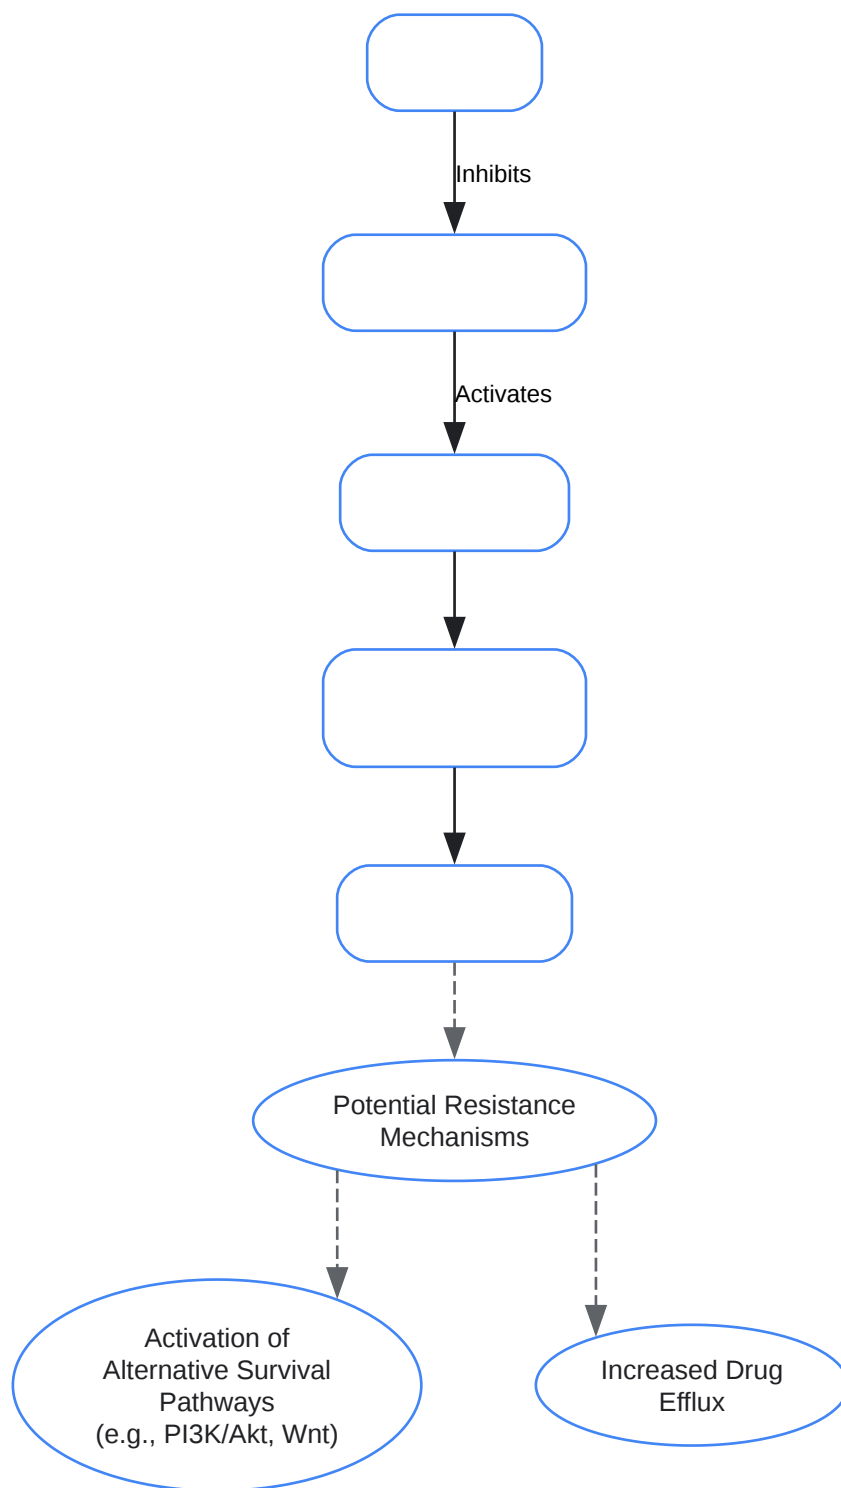 Inhibits
Activates
Potential Resistance
Mechanisms
Activation of
Alternative Survival
Pathways
(e.g., PI3K/Akt, Wnt)
Increased Drug
Efflux